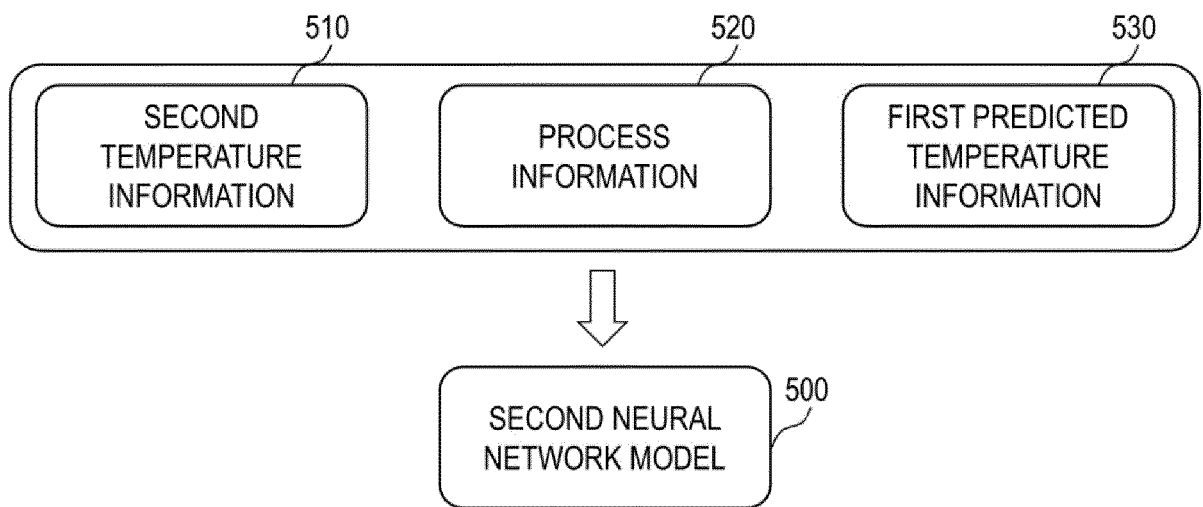 510
520
530
SECOND
TEMPERATURE
INFORMATION
PROCESS
INFORMATION
FIRST PREDICTED
TEMPERATURE
INFORMATION
500
SECOND NEURAL
NETWORK MODEL